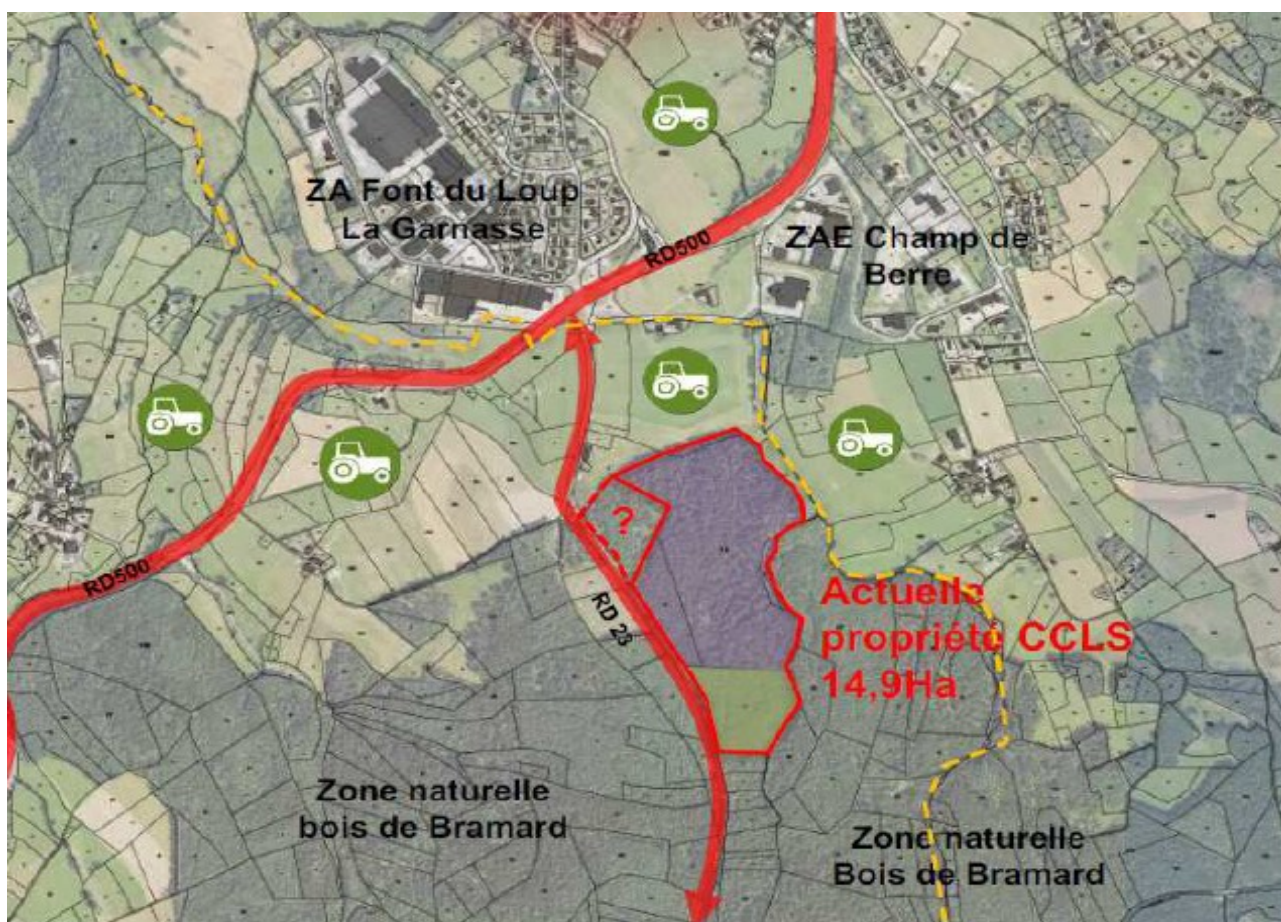 ZA Font du Loup
La Garnasse
RD500
ZAE Champ de
Berre
?
RD500
RD 23
Actuelle
propriété CCLS
14,9Ha
Zone naturelle
bois de Bramard
Zone naturelle
Bois de Bramard